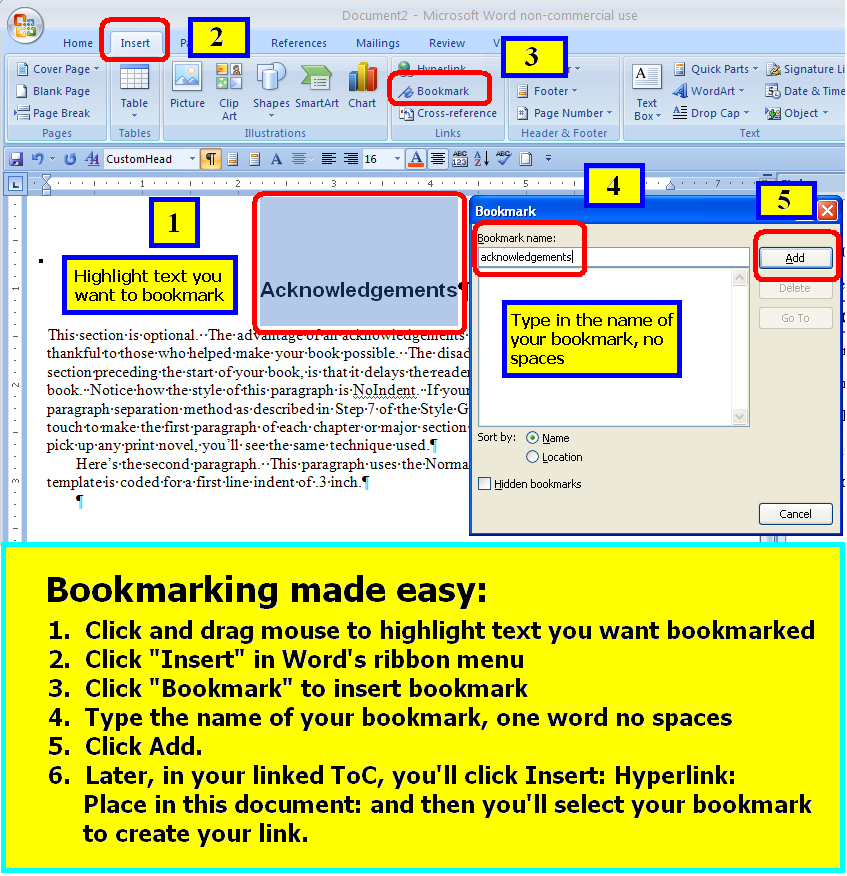 Document2 - Microsoft Word non-commercial use
Home Insert 2 References Mailings Review
3
Cover Page
Blank Page
Page Break
Pages
Table
Tables
Picture Clip Art Shapes SmartArt Chart
Illustrations
Hyperlink
Bookmark
Cross-reference
Links
Footer
Page Number
Header & Footer
Text Box
Quick Parts
WordArt
Drop Cap
Signature Li
Date & Time
Object
Text
CustomHead 16
1 2 3 7
1
Highlight text you
want to bookmark
Acknowledgements¶
This section is optional. The advantage of an acknowledgements
thankful to those who helped make your book possible. The disad
section preceding the start of your book, is that it delays the reader
book. Notice how the style of this paragraph is NoIndent. If your
paragraph separation method as described in Step 7 of the Style G
touch to make the first paragraph of each chapter or major section
pick up any print novel, you'll see the same technique used.¶
Here's the second paragraph. This paragraph uses the Norma
template is coded for a first line indent of .3 inch.¶
¶
4
5
Bookmark
Bookmark name:
acknowledgements
Add
Delete
Go To
Type in the name of
your bookmark, no
spaces
Sort by: Name
Location
Hidden bookmarks
Cancel
Bookmarking made easy:
1. Click and drag mouse to highlight text you want bookmarked
2. Click "Insert" in Word's ribbon menu
3. Click "Bookmark" to insert bookmark
4. Type the name of your bookmark, one word no spaces
5. Click Add.
6. Later, in your linked ToC, you'll click Insert: Hyperlink:
Place in this document: and then you'll select your bookmark
to create your link.